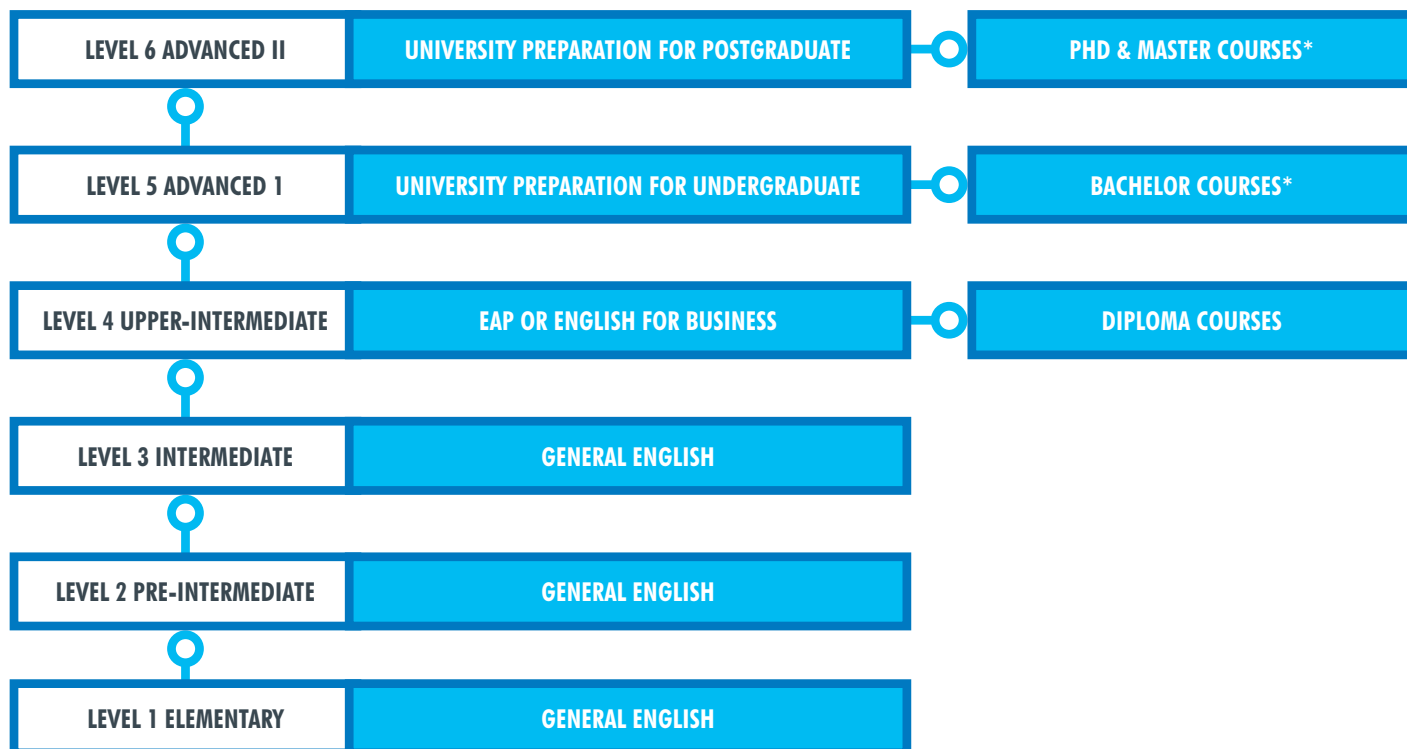 LEVEL 6 ADVANCED II UNIVERSITY PREPARATION FOR POSTGRADUATE PHD & MASTER COURSES*
LEVEL 5 ADVANCED 1 UNIVERSITY PREPARATION FOR UNDERGRADUATE BACHELOR COURSES*
LEVEL 4 UPPER-INTERMEDIATE EAP OR ENGLISH FOR BUSINESS DIPLOMA COURSES
LEVEL 3 INTERMEDIATE GENERAL ENGLISH
LEVEL 2 PRE-INTERMEDIATE GENERAL ENGLISH
LEVEL 1 ELEMENTARY GENERAL ENGLISH